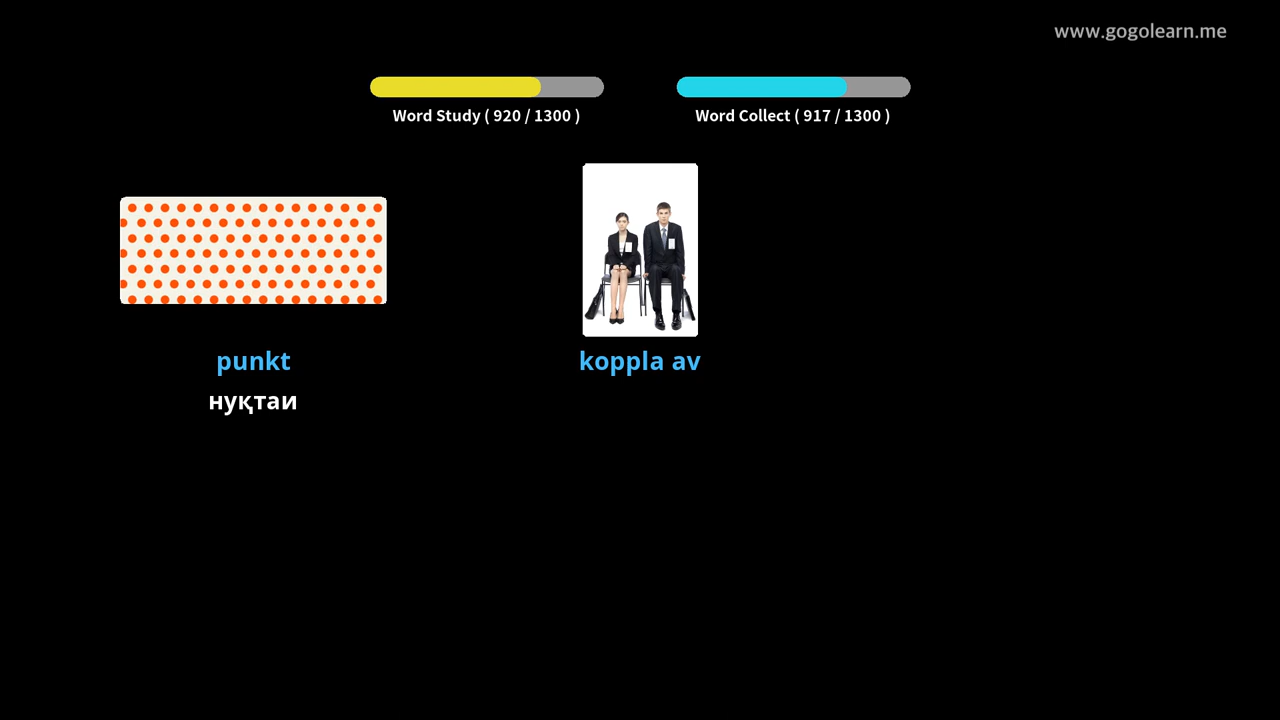 www.gogolearn.me
Word Study ( 920 / 1300 )
Word Collect ( 917 / 1300 )
punkt
нуқтаи
koppla av